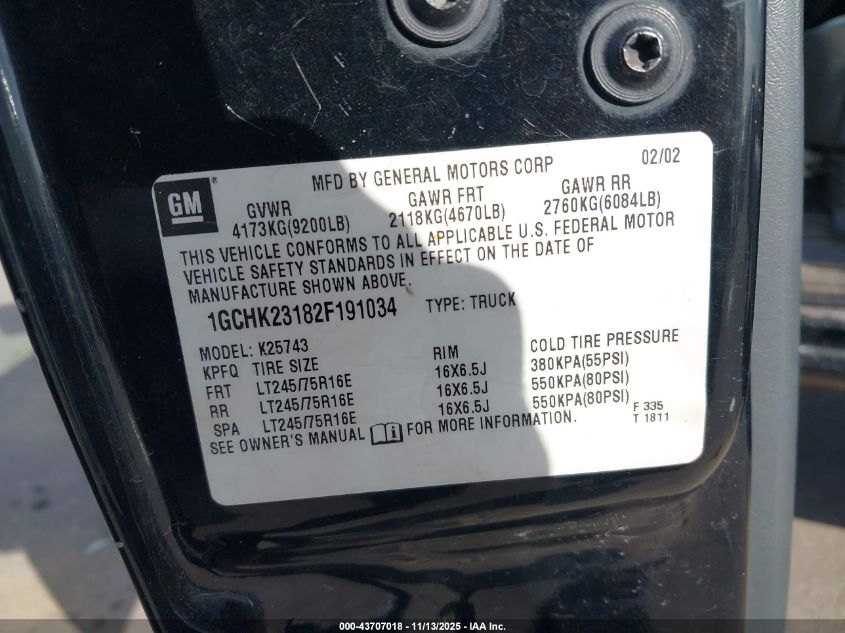 GM ®
MFD BY GENERAL MOTORS CORP 02/02
GVWR GAWR FRT GAWR RR
4173KG(9200LB) 2118KG(4670LB) 2760KG(6084LB)
THIS VEHICLE CONFORMS TO ALL APPLICABLE U.S. FEDERAL MOTOR
VEHICLE SAFETY STANDARDS IN EFFECT ON THE DATE OF
MANUFACTURE SHOWN ABOVE.
1GCHK23182F191034 TYPE: TRUCK
MODEL: K25743
KPFQ TIRE SIZE RIM COLD TIRE PRESSURE
FRT LT245/75R16E 16X6.5J 380KPA(55PSI)
RR LT245/75R16E 16X6.5J 550KPA(80PSI)
SPA LT245/75R16E 16X6.5J 550KPA(80PSI)
SEE OWNER'S MANUAL FOR MORE INFORMATION.
F 335
T 1811
000-43707018 - 11/13/2025 - IAA Inc.